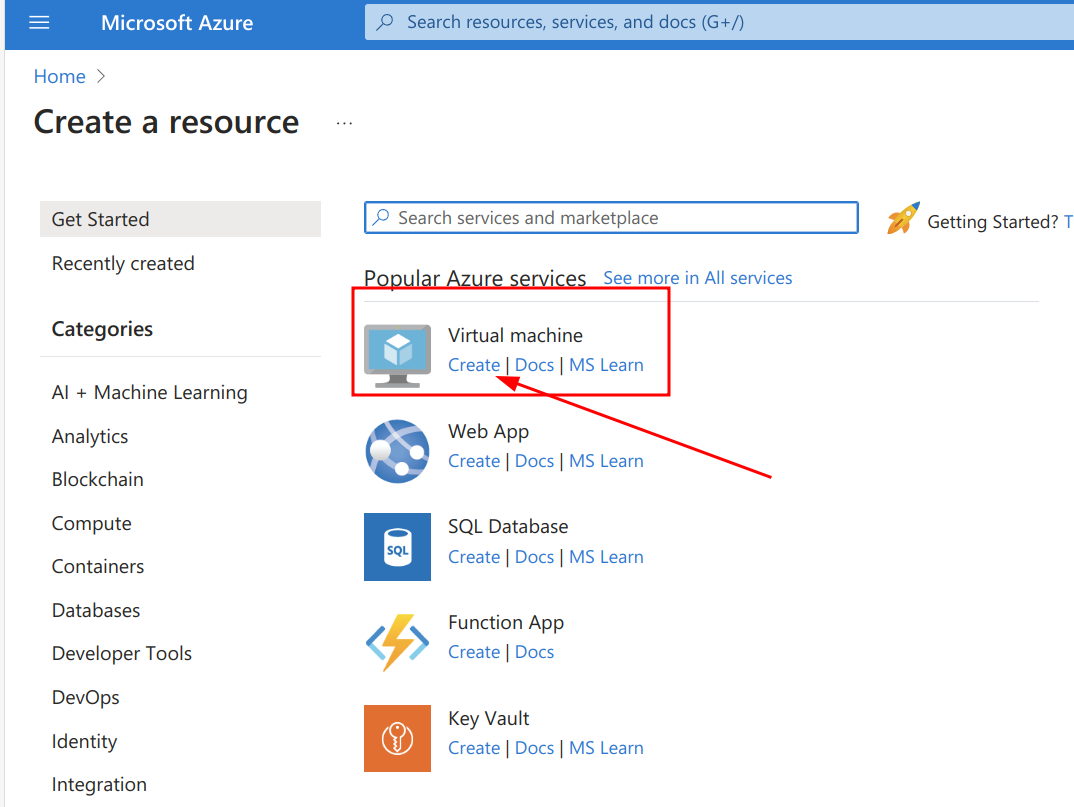 Microsoft Azure
Search resources, services, and docs (G+/)
Home
Create a resource
...
Get Started
Recently created
Categories
AI + Machine Learning
Analytics
Blockchain
Compute
Containers
Databases
Developer Tools
DevOps
Identity
Integration
Search services and marketplace
Getting Started? T
Popular Azure services See more in All services
Virtual machine
Create | Docs | MS Learn
Web App
Create | Docs | MS Learn
SQL
SQL Database
Create | Docs | MS Learn
Function App
Create | Docs
Key Vault
Create | Docs | MS Learn